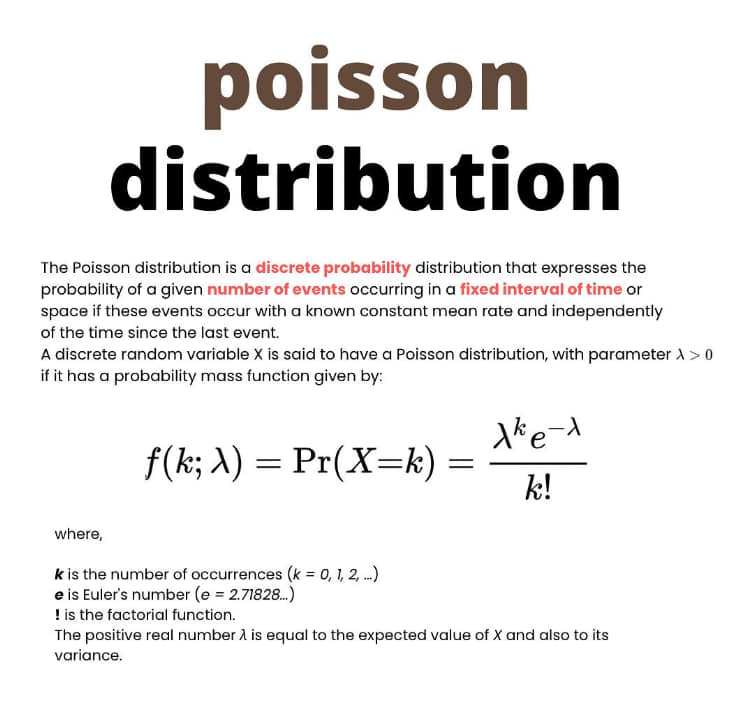 poisson
distribution
The Poisson distribution is a discrete probability distribution that expresses the
probability of a given number of events occurring in a fixed interval of time or
space if these events occur with a known constant mean rate and independently
of the time since the last event.
A discrete random variable X is said to have a Poisson distribution, with parameter λ > 0
if it has a probability mass function given by:
f(k; λ) = Pr(X=k) = \frac{λ^k e^{-λ}}{k!}
where,
k is the number of occurrences (k = 0, 1, 2, ...)
e is Euler's number (e = 2.71828...)
! is the factorial function.
The positive real number λ is equal to the expected value of X and also to its
variance.